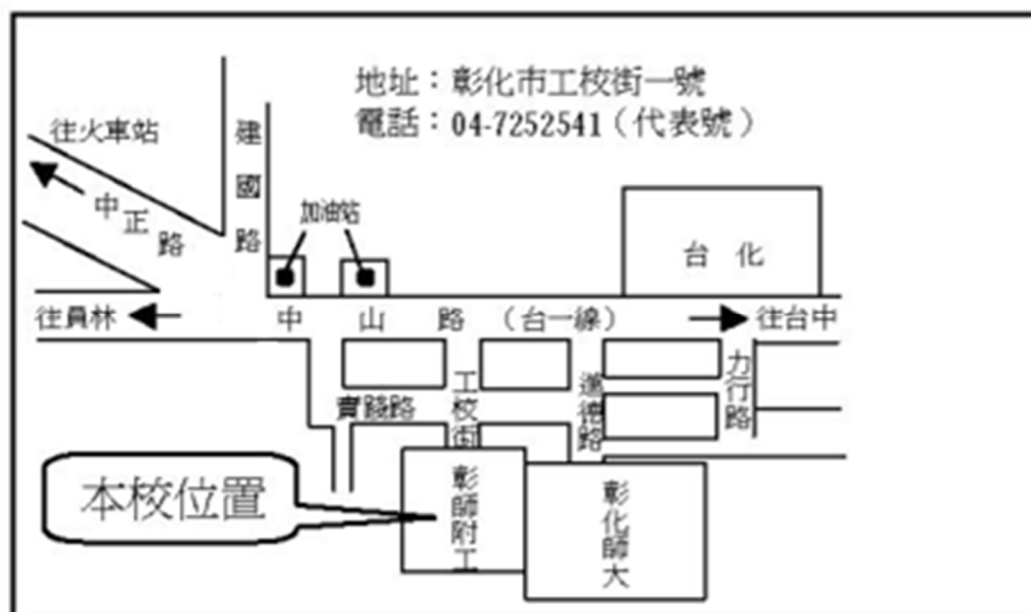 地址：彰化市工校街一號
電話：04-7252541（代表號）
往火車站
中正路
建國路
加油站
台化
往員林
中山路（台一線）
往台中
實踐路
工校街
進德路
力行路
本校位置
彰師附工
彰化師大